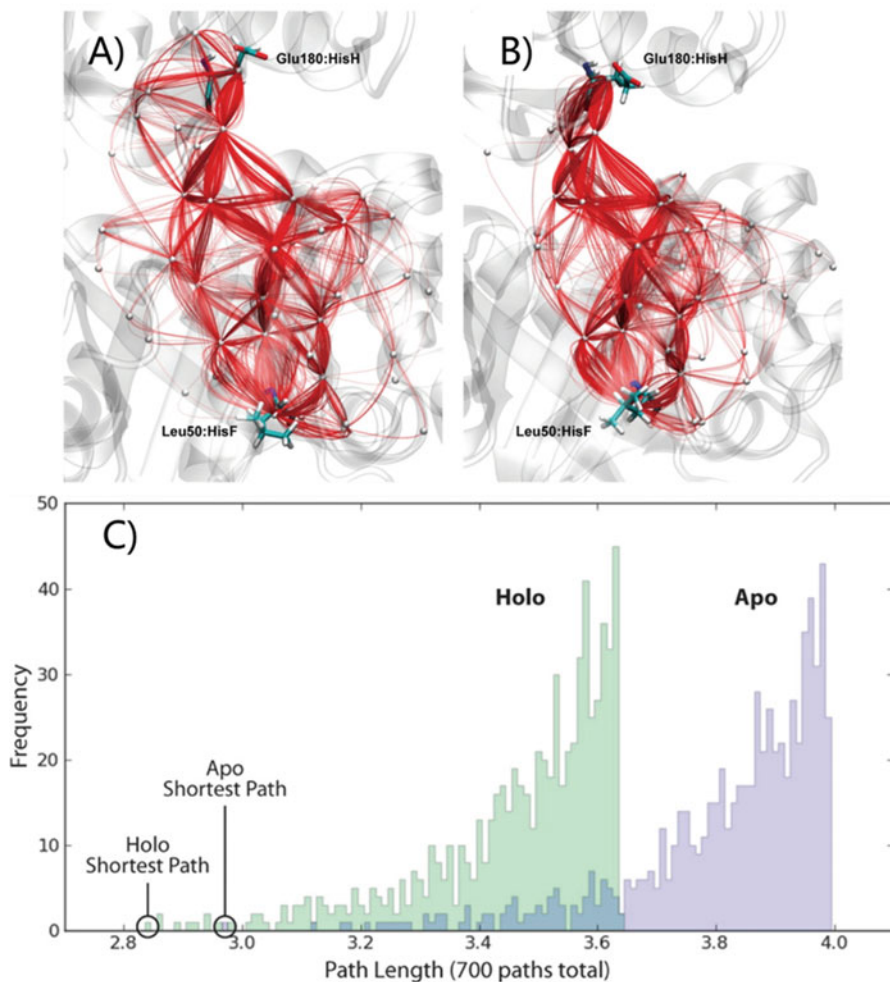 A)
Glu180:HisH
Leu50:HisF
B)
Glu180:HisH
Leu50:HisF
C)
50
40
30
20
10
0
Frequency
Holo
Apo
Apo
Shortest Path
Holo
Shortest Path
2.8
3.0
3.2
3.4
3.6
3.8
4.0
Path Length (700 paths total)